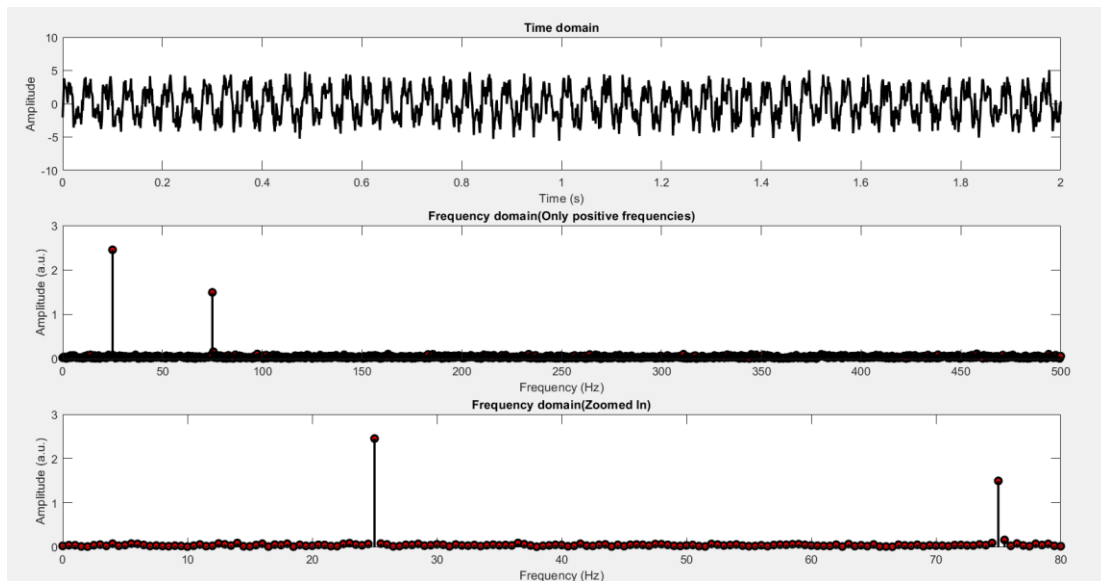 Time domain
10
5
0
-5
-10
Amplitude
0 0.2 0.4 0.6 0.8 1 1.2 1.4 1.6 1.8 2
Time (s)
Frequency domain(Only positive frequencies)
3
2
1
0
Amplitude (a.u.)
0 50 100 150 200 250 300 350 400 450 500
Frequency (Hz)
Frequency domain(Zoomed In)
3
2
1
0
Amplitude (a.u.)
0 10 20 30 40 50 60 70 80
Frequency (Hz)